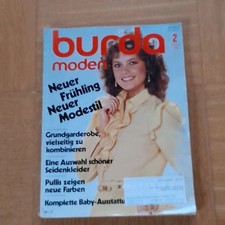 burda
moden
2
Neuer
Frühling
Neuer
Modestil
Grundgarderobe,
vielseitig zu
kombinieren
Eine Auswahl schöner
Seidenkleider
Pullis zeigen
neue Farben
Komplette Baby-Ausstattu